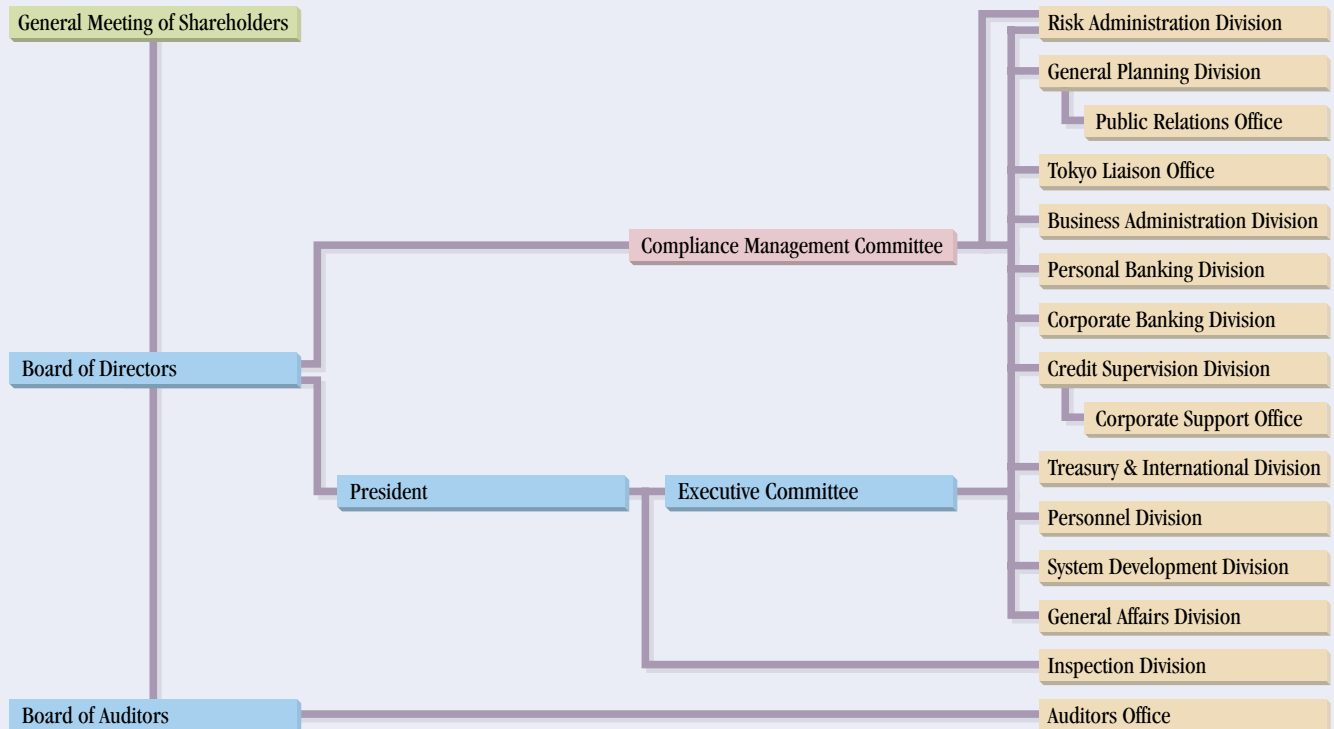 General Meeting of Shareholders
Board of Directors
Board of Auditors
President
Compliance Management Committee
Executive Committee
Risk Administration Division
General Planning Division
Public Relations Office
Tokyo Liaison Office
Business Administration Division
Personal Banking Division
Corporate Banking Division
Credit Supervision Division
Corporate Support Office
Treasury & International Division
Personnel Division
System Development Division
General Affairs Division
Inspection Division
Auditors Office